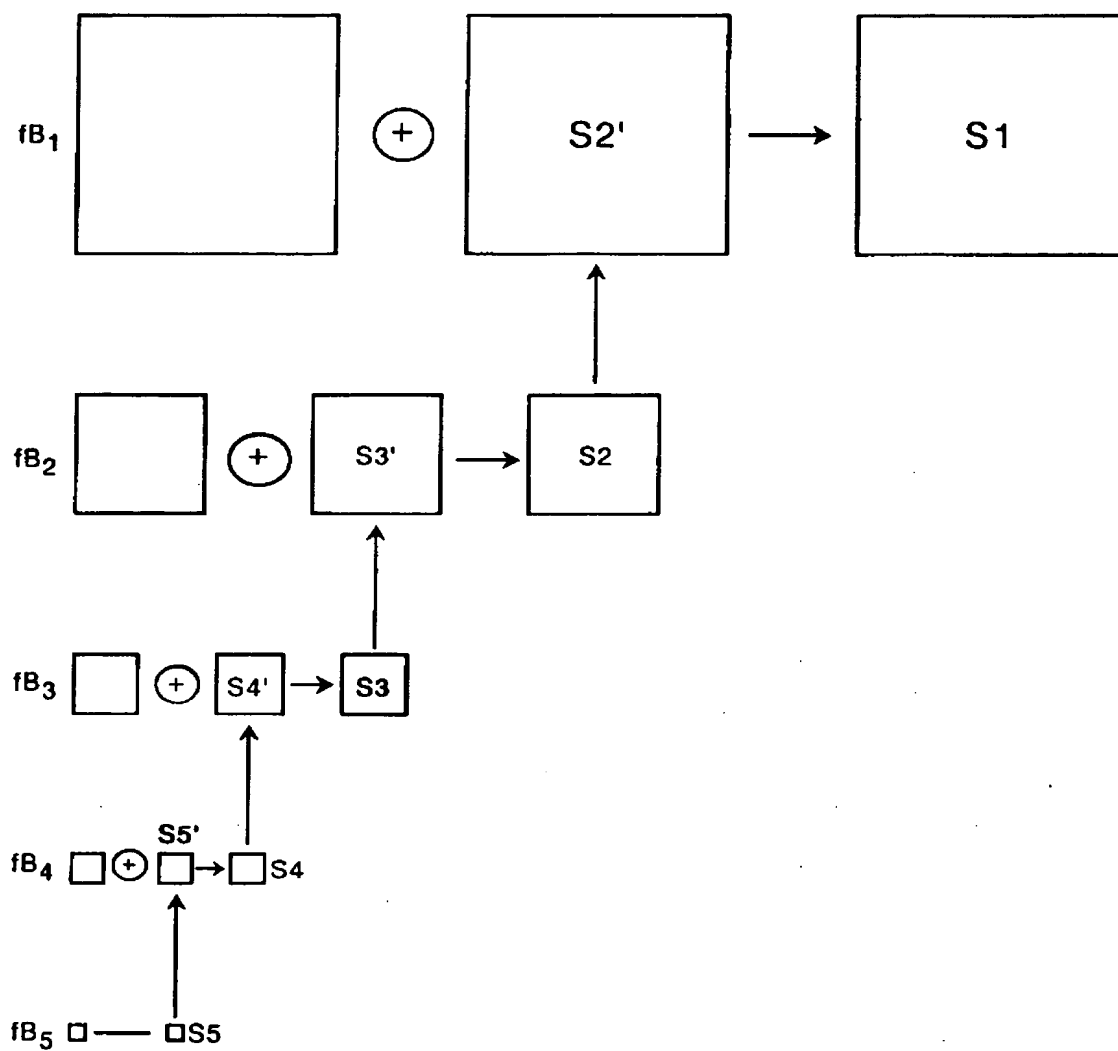 fB₁ + S2' S1
fB₂ + S3' S2
fB₃ + S4' S3
S5'
fB₄ + S4
fB₅ S5